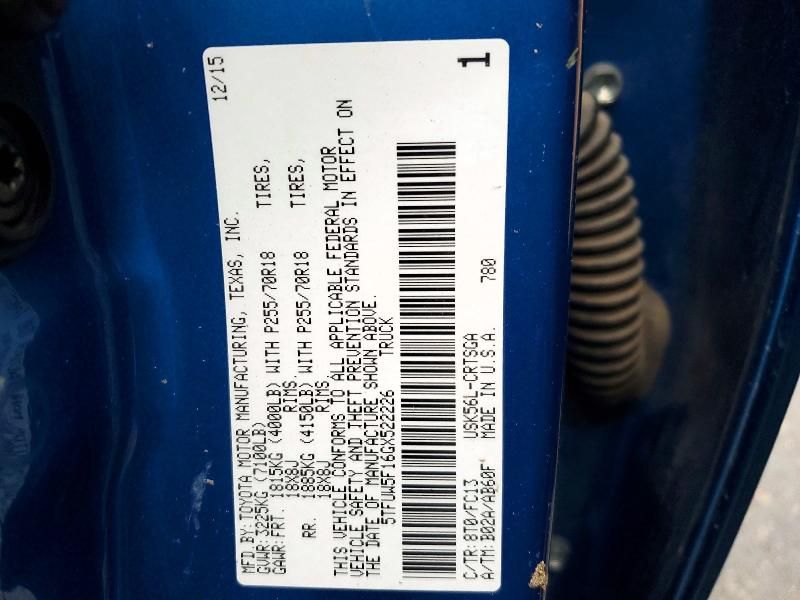 MFD.BY:TOYOTA MOTOR MANUFACTURING, TEXAS, INC. 12/15
GVWR:3225KG (7100LB)
GAWR:FRT. 1815KG (4000LB) WITH P255/70R18 TIRES,
18X8J RIMS.
RR. 1885KG (4150LB) WITH P255/70R18 TIRES,
18X8J RIMS.
THIS VEHICLE CONFORMS TO ALL APPLICABLE FEDERAL MOTOR
VEHICLE SAFETY AND THEFT PREVENTION STANDARDS IN EFFECT ON
THE DATE OF MANUFACTURE SHOWN ABOVE.
5TFUW5F16GX522226 TRUCK
C/TR:8T0/FC13 USK56L-CRTSGA 780 1
A/TM:B02A/AB60F MADE IN U.S.A.